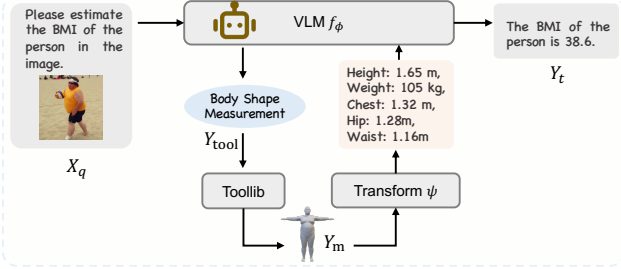 Please estimate
the BMI of the
person in the
image.
X_q
VLM f_ϕ
The BMI of the
person is 38.6.
Y_t
Body Shape
Measurement
Y_tool
Height: 1.65 m,
Weight: 105 kg,
Chest: 1.32 m,
Hip: 1.28m,
Waist: 1.16m
Toollib
Transform ψ
Y_m